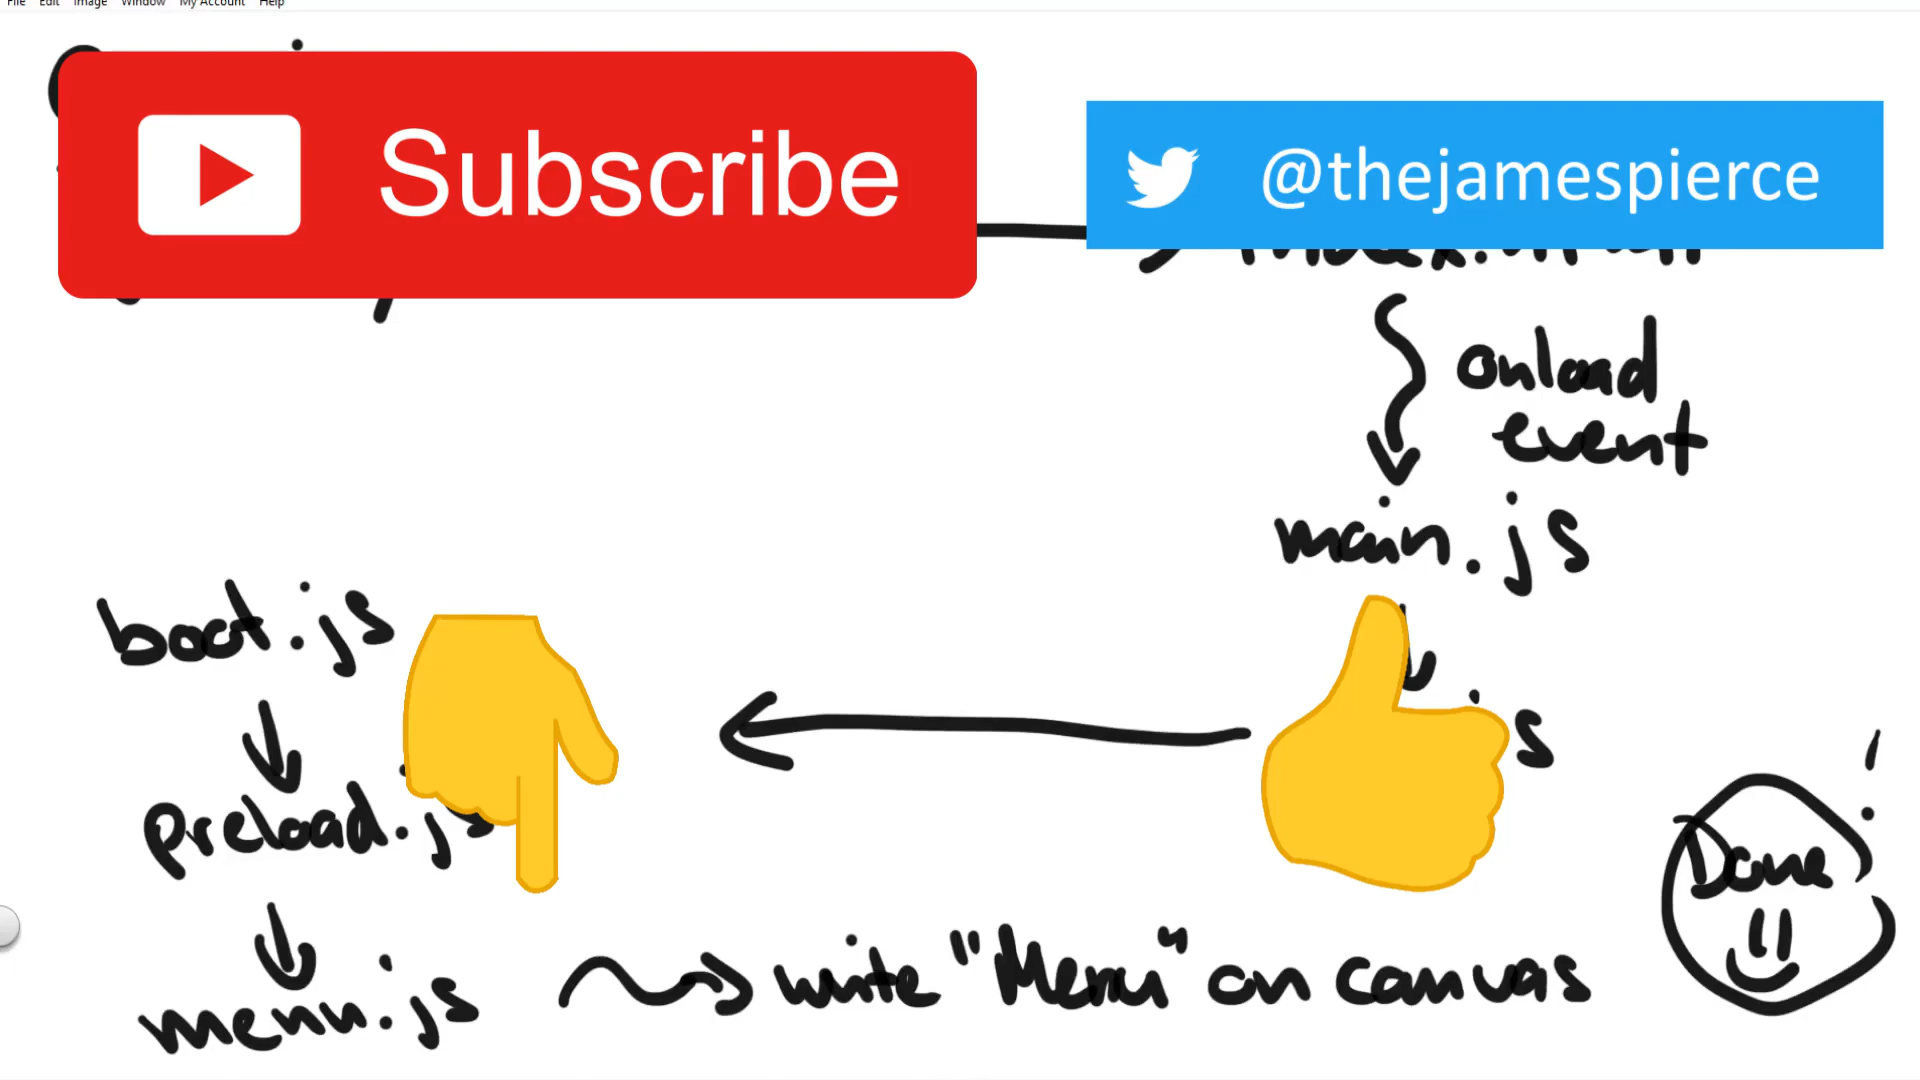 File Edit Image Window My Account Help
Subscribe
@thejamespierce
onload
event
main.js
boot.js
preload.js
Done!
menu.js
write "Menu" on canvas